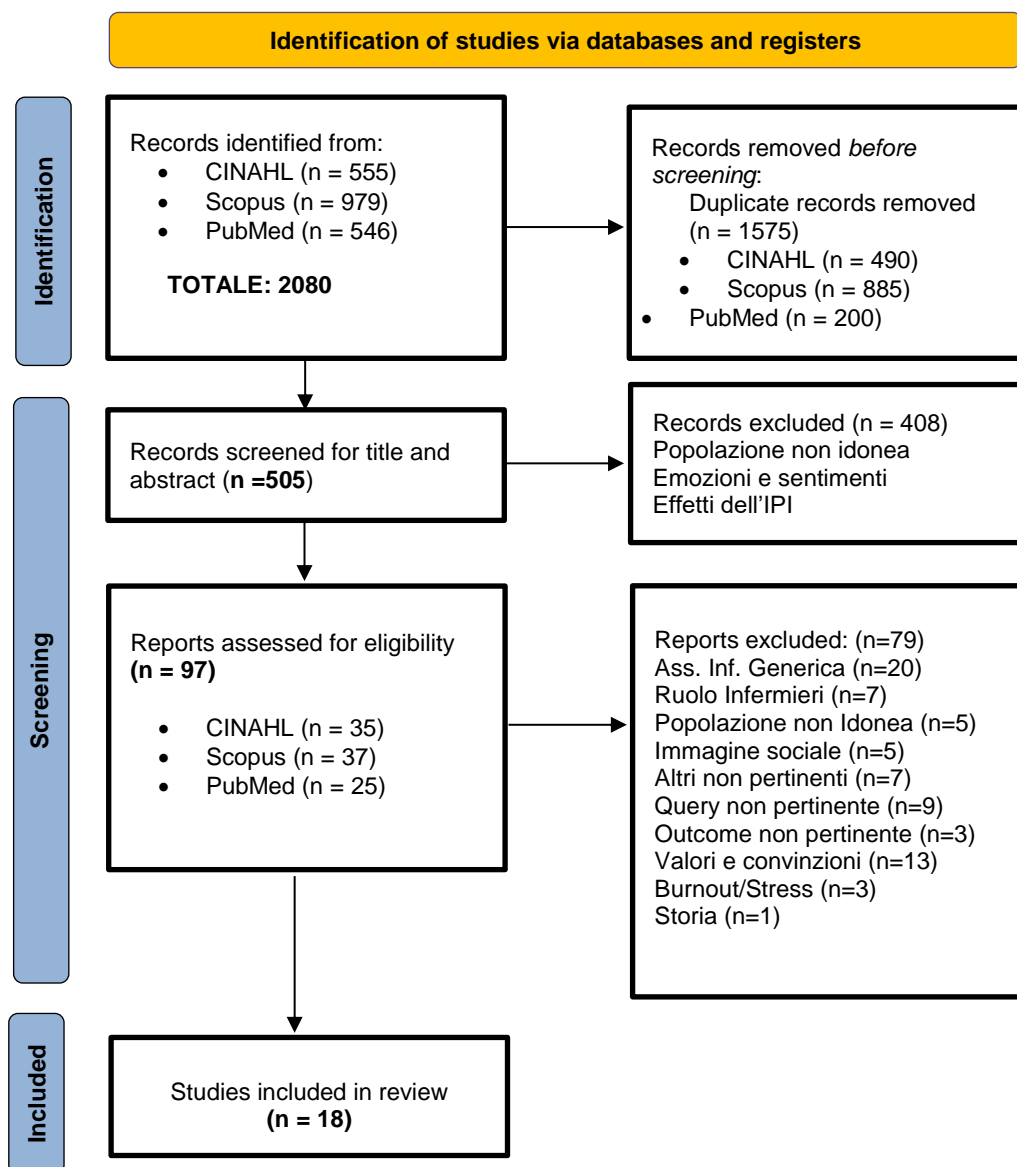 Identification of studies via databases and registers
Identification
Records identified from:
• CINAHL (n = 555)
• Scopus (n = 979)
• PubMed (n = 546)
TOTALE: 2080
Records removed before
screening:
Duplicate records removed
(n = 1575)
• CINAHL (n = 490)
• Scopus (n = 885)
• PubMed (n = 200)
Screening
Records screened for title and
abstract (n =505)
Records excluded (n = 408)
Popolazione non idonea
Emozioni e sentimenti
Effetti dell’IPI
Reports assessed for eligibility
(n = 97)
• CINAHL (n = 35)
• Scopus (n = 37)
• PubMed (n = 25)
Reports excluded: (n=79)
Ass. Inf. Generica (n=20)
Ruolo Infermieri (n=7)
Popolazione non Idonea (n=5)
Immagine sociale (n=5)
Altri non pertinenti (n=7)
Query non pertinente (n=9)
Outcome non pertinente (n=3)
Valori e convinzioni (n=13)
Burnout/Stress (n=3)
Storia (n=1)
Included
Studies included in review
(n = 18)